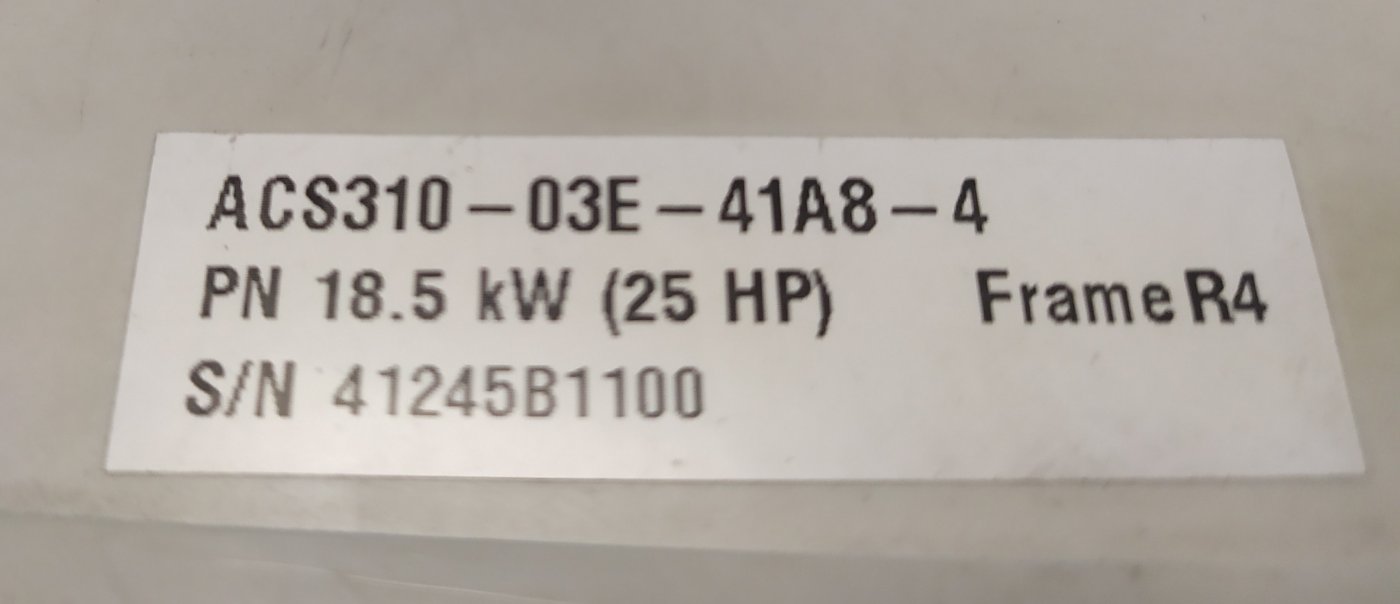 ACS310-03E-41A8-4
PN 18.5 kW (25 HP) Frame R4
S/N 41245B1100